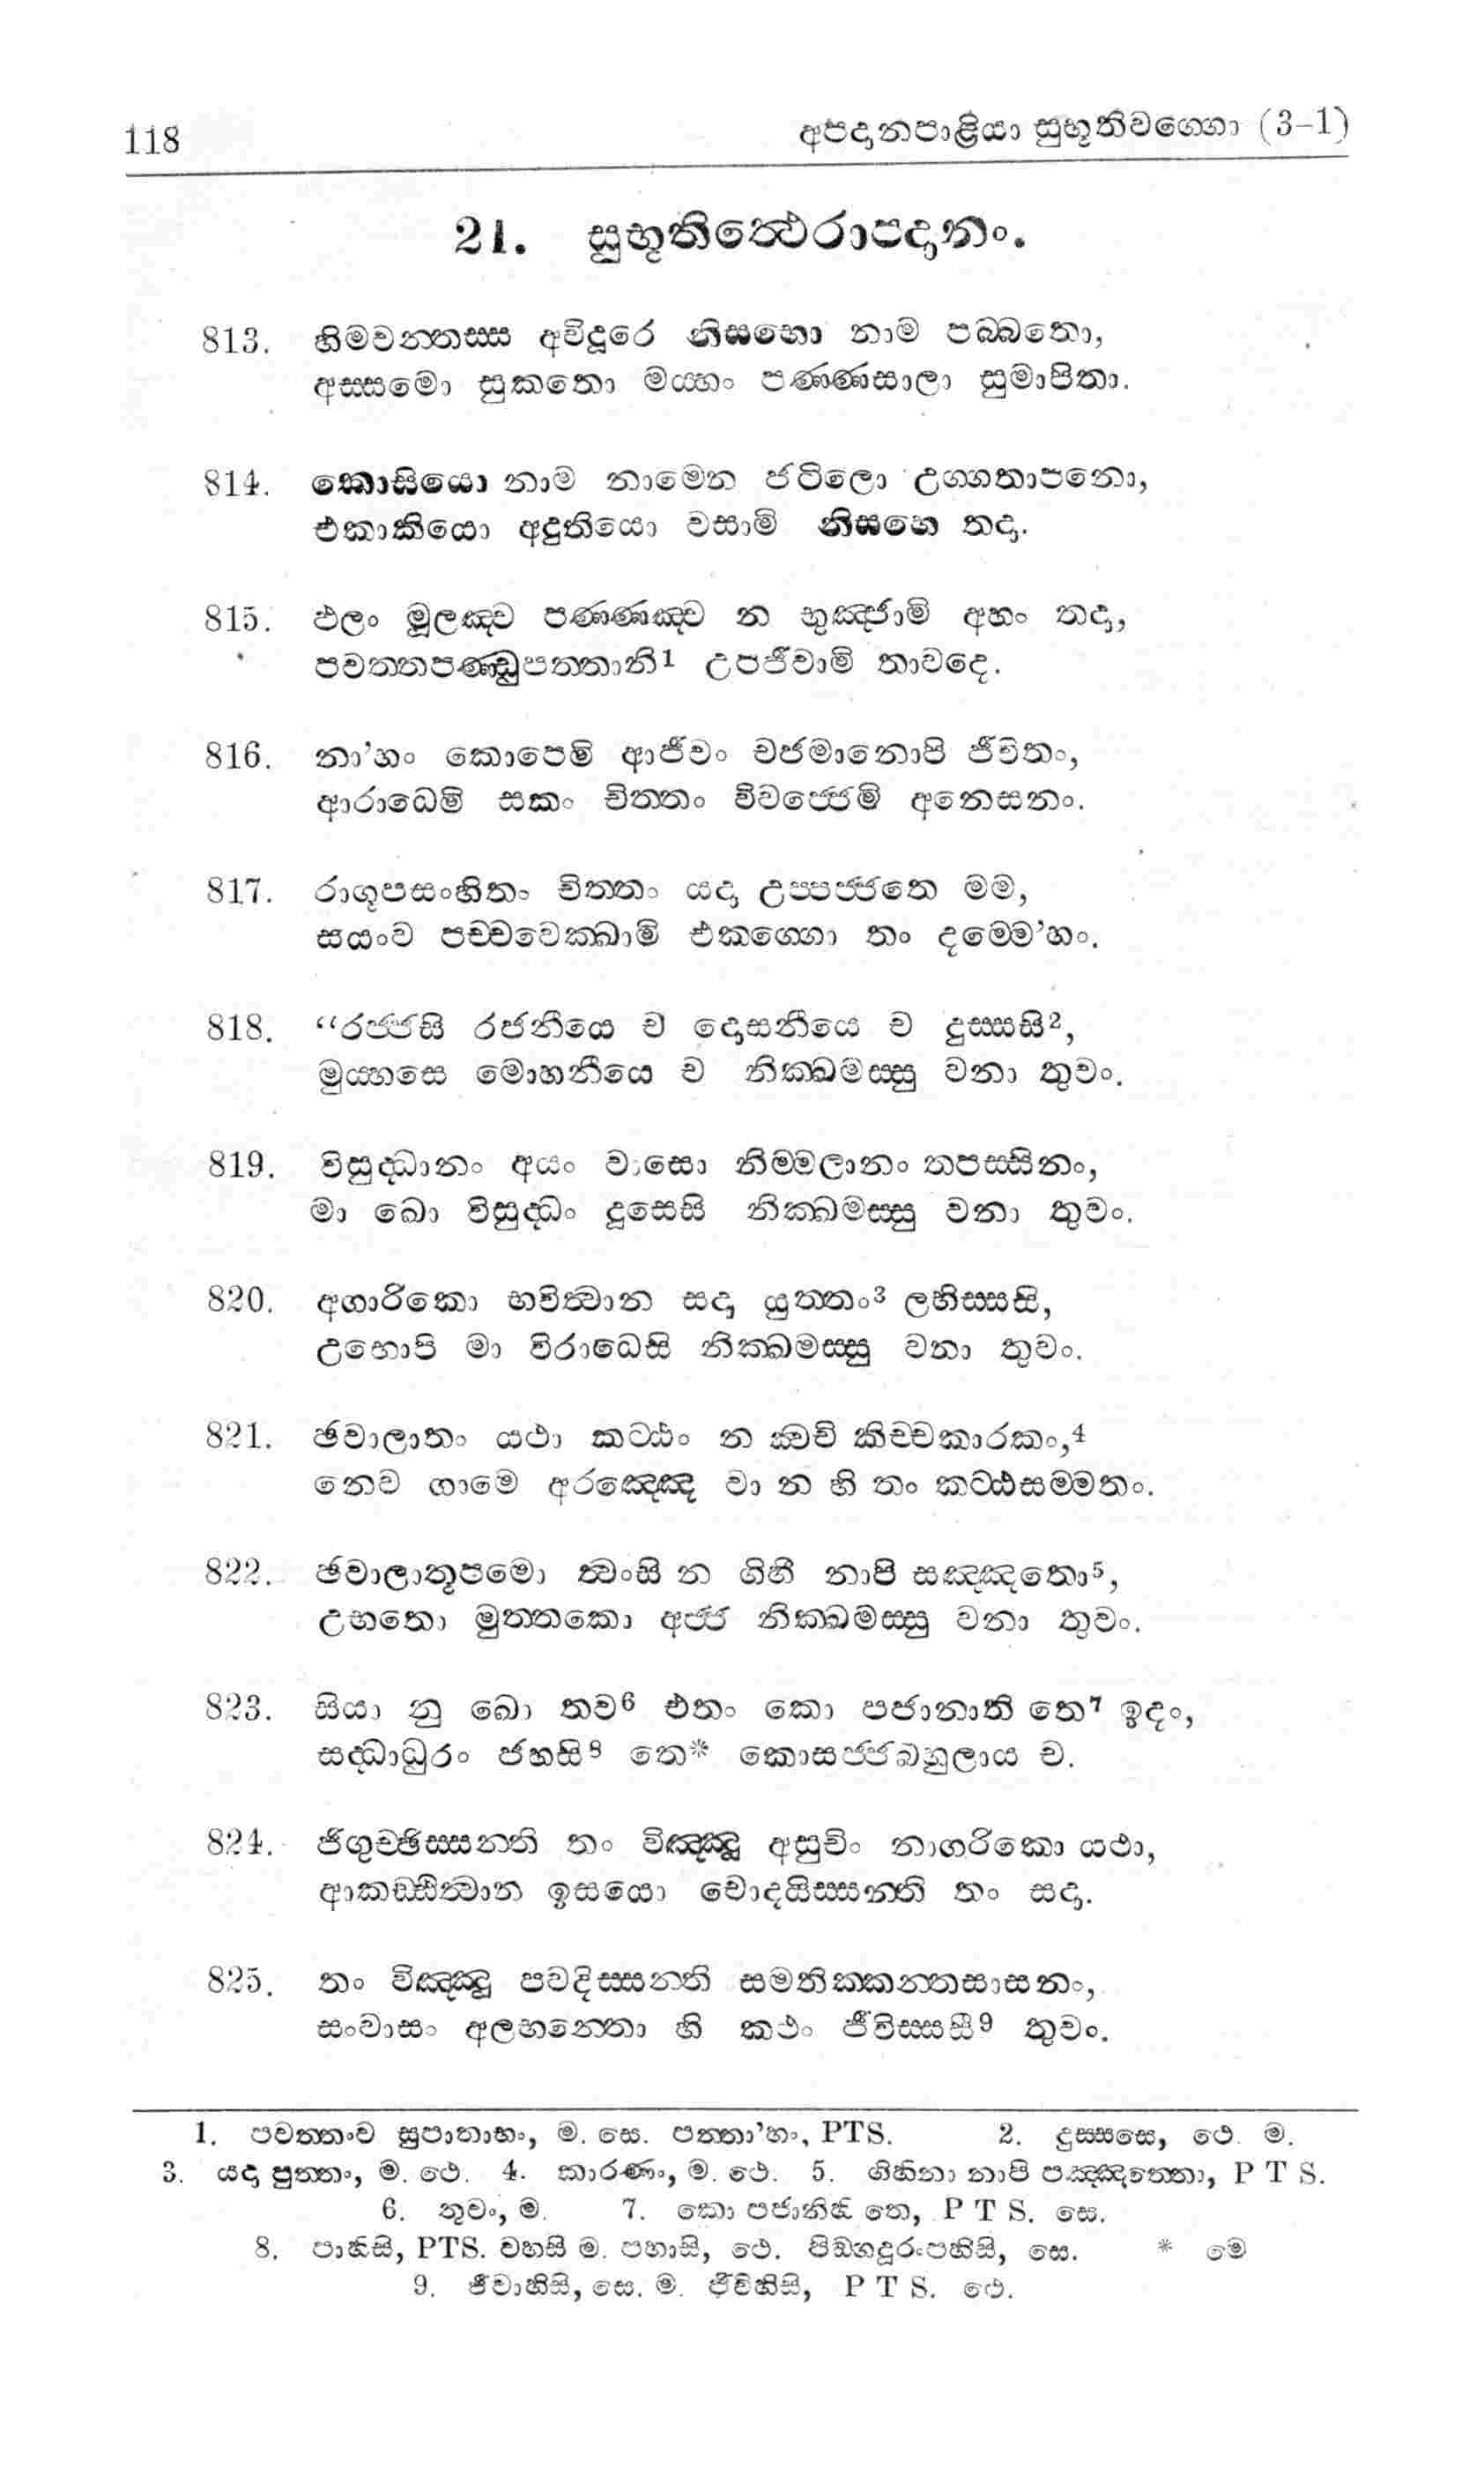 118
අපදානපාළියා සුභූතිවග්ගො (3-1)
21. සුභූතිත්ථෙරාපදානං.
813. හිමවන්තස්ස අවිදූරෙ නිසභො නාම පබ්බතො,
අස්සමො සුකතො මය්හං පණ්ණසාලා සුමාපිතා.
814. කොසියො නාම නාමෙන ජටිලො උග්ගතාපනො,
එකාකියො අදුතියො වසාමි නිසභෙ තදා.
815. ඵලං මූලඤ්ච පණ්ණඤ්ච න භුඤ්ජාමි අහං තදා,
පවත්තපණ්ඩුපත්තානි1 උපජීවාමි තාවදෙ.
816. නා’හං කොපෙමි ආජීවං චජමානොපි ජීවිතං,
ආරාධෙමි සකං චිත්තං විවජ්ජෙමි අනෙසනං.
817. රාගූපසංහිතං චිත්තං යදා උප්පජ්ජතෙ මම,
සයංව පච්චවෙක්ඛාමි එකග්ගො තං දමෙම’හං.
818. “රජ්ජසි රජනීයෙ ච දොසනීයෙ ච දුස්සසි2,
මුය්හසෙ මොහනීයෙ ච නික්ඛමස්සු වනා තුවං.
819. විසුද්ධානං අයං වාසො නිම්මලානං තපස්සිනං,
මා ඛො විසුද්ධං දූසෙසි නික්ඛමස්සු වනා තුවං.
820. අගාරිකො භවිත්වාන සදා යුත්තං3 ලභිස්සසි,
උභොපි මා විරාධෙසි නික්ඛමස්සු වනා තුවං.
821. ඡවාලාතං යථා කට්ඨං න ක්වචි කිච්චකාරකං,4
නෙව ගාමෙ අරඤ්ඤෙ වා න හි තං කට්ඨසම්මතං.
822. ඡවාලාතූපමො ත්වංසි න ගිහී නාපි සඤ්ඤතො5,
උභතො මුත්තකො අජ්ජ නික්ඛමස්සු වනා තුවං.
823. සියා නු ඛො තව6 එතං කො පජානාති තෙ7 ඉදං,
සද්ධාධුරං ජහසි8 තෙ* කොසජ්ජබහුලාය ච.
824. ජිගුච්ඡිස්සන්ති තං විඤ්ඤූ අසුචිං නාගරිකො යථා,
ආකඩ්ඪිත්වාන ඉසයො චොදයිස්සන්ති තං සදා.
825. තං විඤ්ඤූ පවදිස්සන්ති සමතික්කන්තසාසනං,
සංවාසං අලභන්තො හි කථං ජීවිස්සසී9 තුවං.
1. පවත්තංව සුපාතාභං, ම. සෙ. පත්තා’හං, PTS. 2. දුස්සසෙ, ථෙ. ම.
3. යදා පුත්තං, ම. ථෙ. 4. කාරණං, ම. ථෙ. 5. ගිහිනා නාපි පඤ්ඤත්තො, P T S.
6. තුවං, ම. 7. කො පජානිහි තෙ, P T S. සෙ.
8. පාහිසි, PTS. වහසි ම. පහාසි, ථෙ. පිඞ්ගදූරංපහිසි, සෙ. * මෙ
9. ජීවාහිසි, සෙ. ම. ජීවිහිසි, P T S. ථෙ.